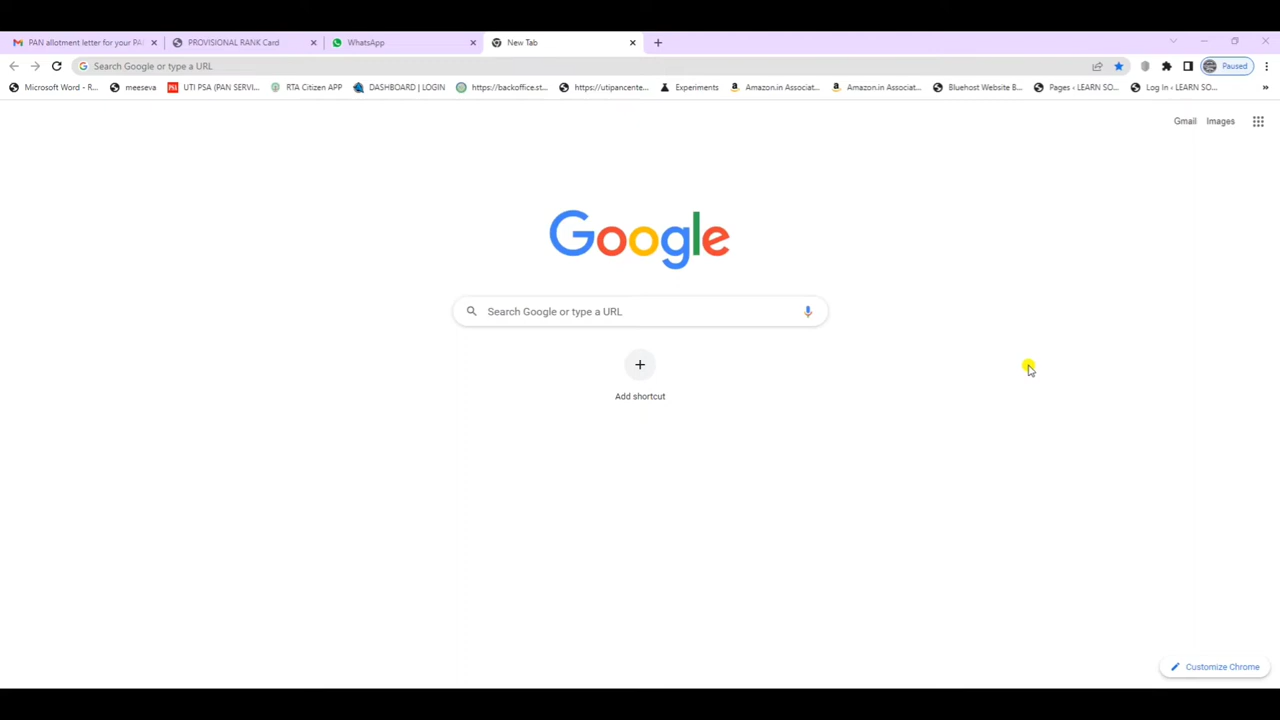 PAN allotment letter for your PA
PROVISIONAL RANK Card
WhatsApp
New Tab
Search Google or type a URL
Paused
Microsoft Word - R...
meeseva
UTI PSA (PAN SERVI...
RTA Citizen APP
DASHBOARD | LOGIN
https://backoffice.st...
https://utipancente...
Experiments
Amazon.in Associat...
Amazon.in Associat...
Bluehost Website B...
Pages ‹ LEARN SO...
Log In ‹ LEARN SO...
Gmail
Images
Google
Search Google or type a URL
Add shortcut
Customize Chrome